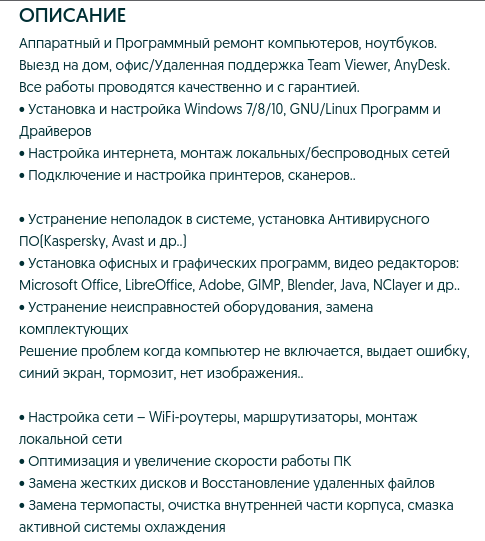 ОПИСАНИЕ
Аппаратный и Программный ремонт компьютеров, ноутбуков.
Выезд на дом, офис/Удаленная поддержка Team Viewer, AnyDesk.
Все работы проводятся качественно и с гарантией.
• Установка и настройка Windows 7/8/10, GNU/Linux Программ и
Драйверов
• Настройка интернета, монтаж локальных/беспроводных сетей
• Подключение и настройка принтеров, сканеров..
• Устранение неполадок в системе, установка Антивирусного
ПО(Kaspersky, Avast и др..)
• Установка офисных и графических программ, видео редакторов:
Microsoft Office, LibreOffice, Adobe, GIMP, Blender, Java, NClayer и др..
• Устранение неисправностей оборудования, замена
комплектующих
Решение проблем когда компьютер не включается, выдает ошибку,
синий экран, тормозит, нет изображения..
• Настройка сети – WiFi-роутеры, маршрутизаторы, монтаж
локальной сети
• Оптимизация и увеличение скорости работы ПК
• Замена жестких дисков и Восстановление удаленных файлов
• Замена термопасты, очистка внутренней части корпуса, смазка
активной системы охлаждения